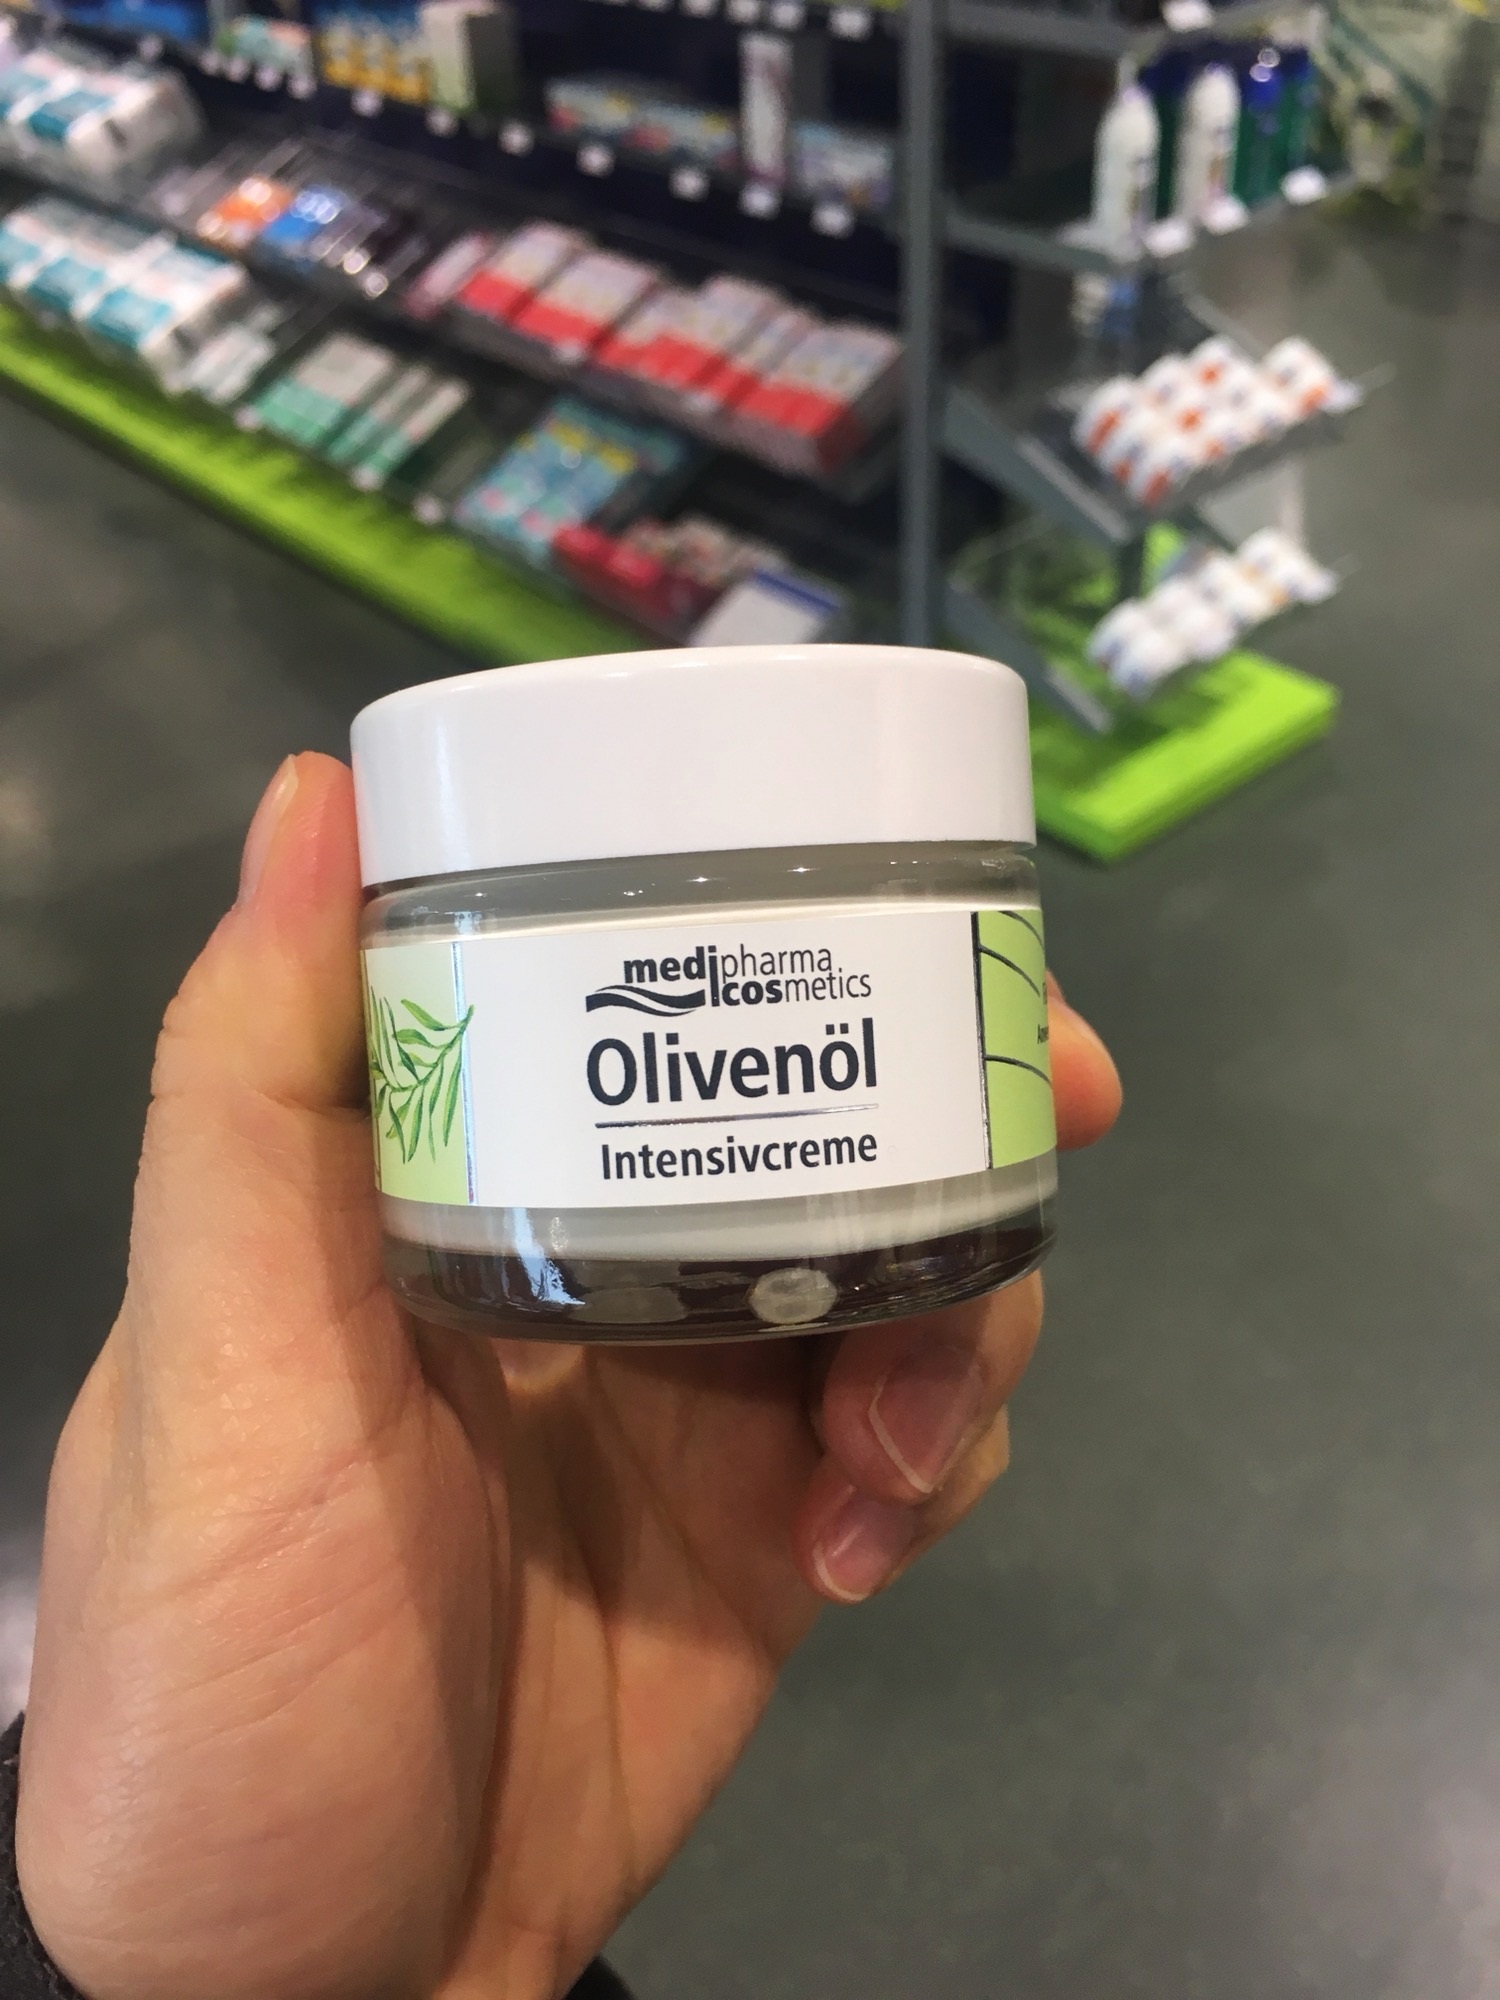 medipharma
cosmetics
Olivenöl
Intensivcreme